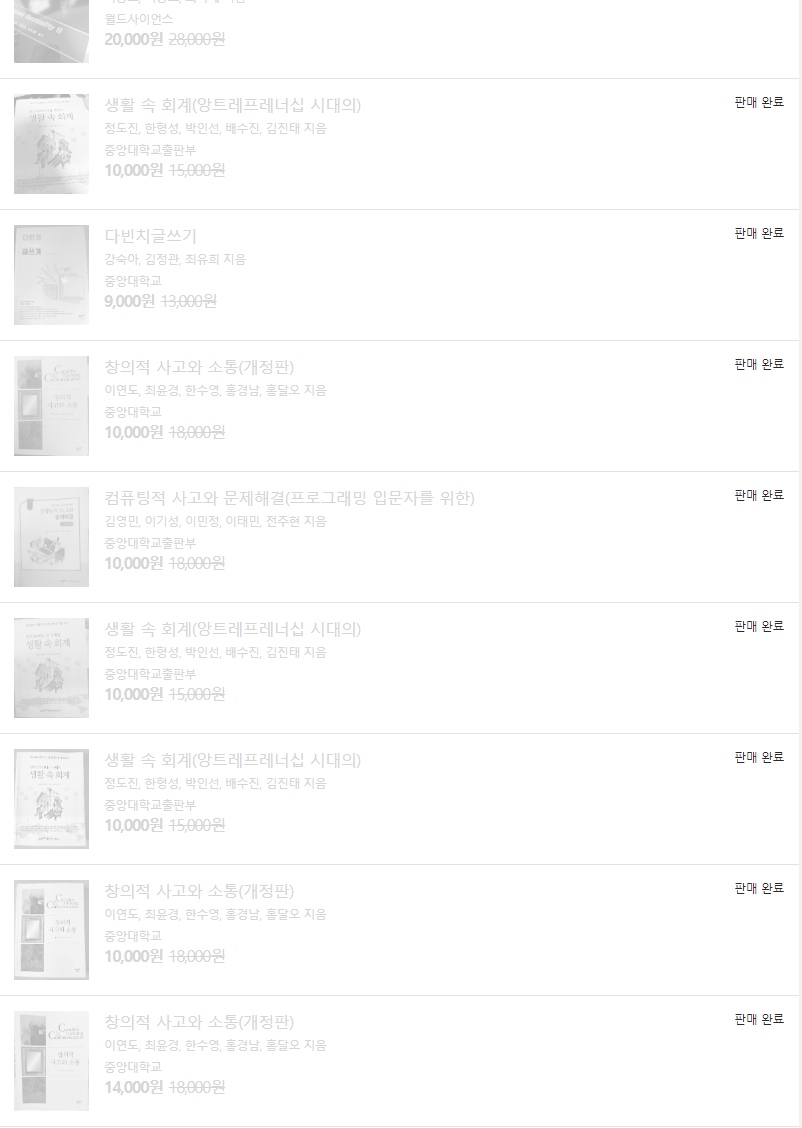 월드사이언스
20,000원 28,000원
생활 속 회계(앙트레프레너십 시대의)
판매 완료
정도진, 한형성, 박인선, 배수진, 김진태 지음
중앙대학교출판부
10,000원 15,000원
다빈치글쓰기
판매 완료
강숙아, 김정관, 최유희 지음
중앙대학교
9,000원 13,000원
창의적 사고와 소통(개정판)
판매 완료
이연도, 최윤경, 한수영, 홍경남, 홍달오 지음
중앙대학교
10,000원 18,000원
컴퓨팅적 사고와 문제해결(프로그래밍 입문자를 위한)
판매 완료
김영민, 이기성, 이민정, 이태민, 전주현 지음
중앙대학교출판부
10,000원 18,000원
생활 속 회계(앙트레프레너십 시대의)
판매 완료
정도진, 한형성, 박인선, 배수진, 김진태 지음
중앙대학교출판부
10,000원 15,000원
생활 속 회계(앙트레프레너십 시대의)
판매 완료
정도진, 한형성, 박인선, 배수진, 김진태 지음
중앙대학교출판부
10,000원 15,000원
창의적 사고와 소통(개정판)
판매 완료
이연도, 최윤경, 한수영, 홍경남, 홍달오 지음
중앙대학교
10,000원 18,000원
창의적 사고와 소통(개정판)
판매 완료
이연도, 최윤경, 한수영, 홍경남, 홍달오 지음
중앙대학교
14,000원 18,000원